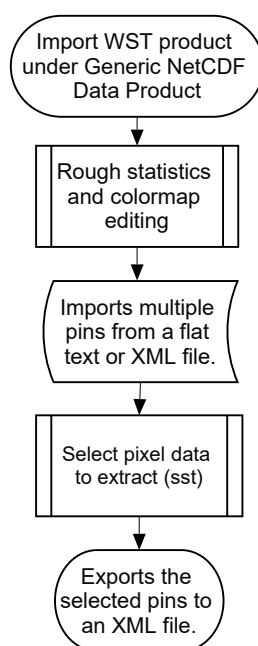 Import WST product
under Generic NetCDF
Data Product
Rough statistics
and colormap
editing
Imports multiple
pins from a flat
text or XML file.
Select pixel data
to extract (sst)
Exports the
selected pins to
an XML file.